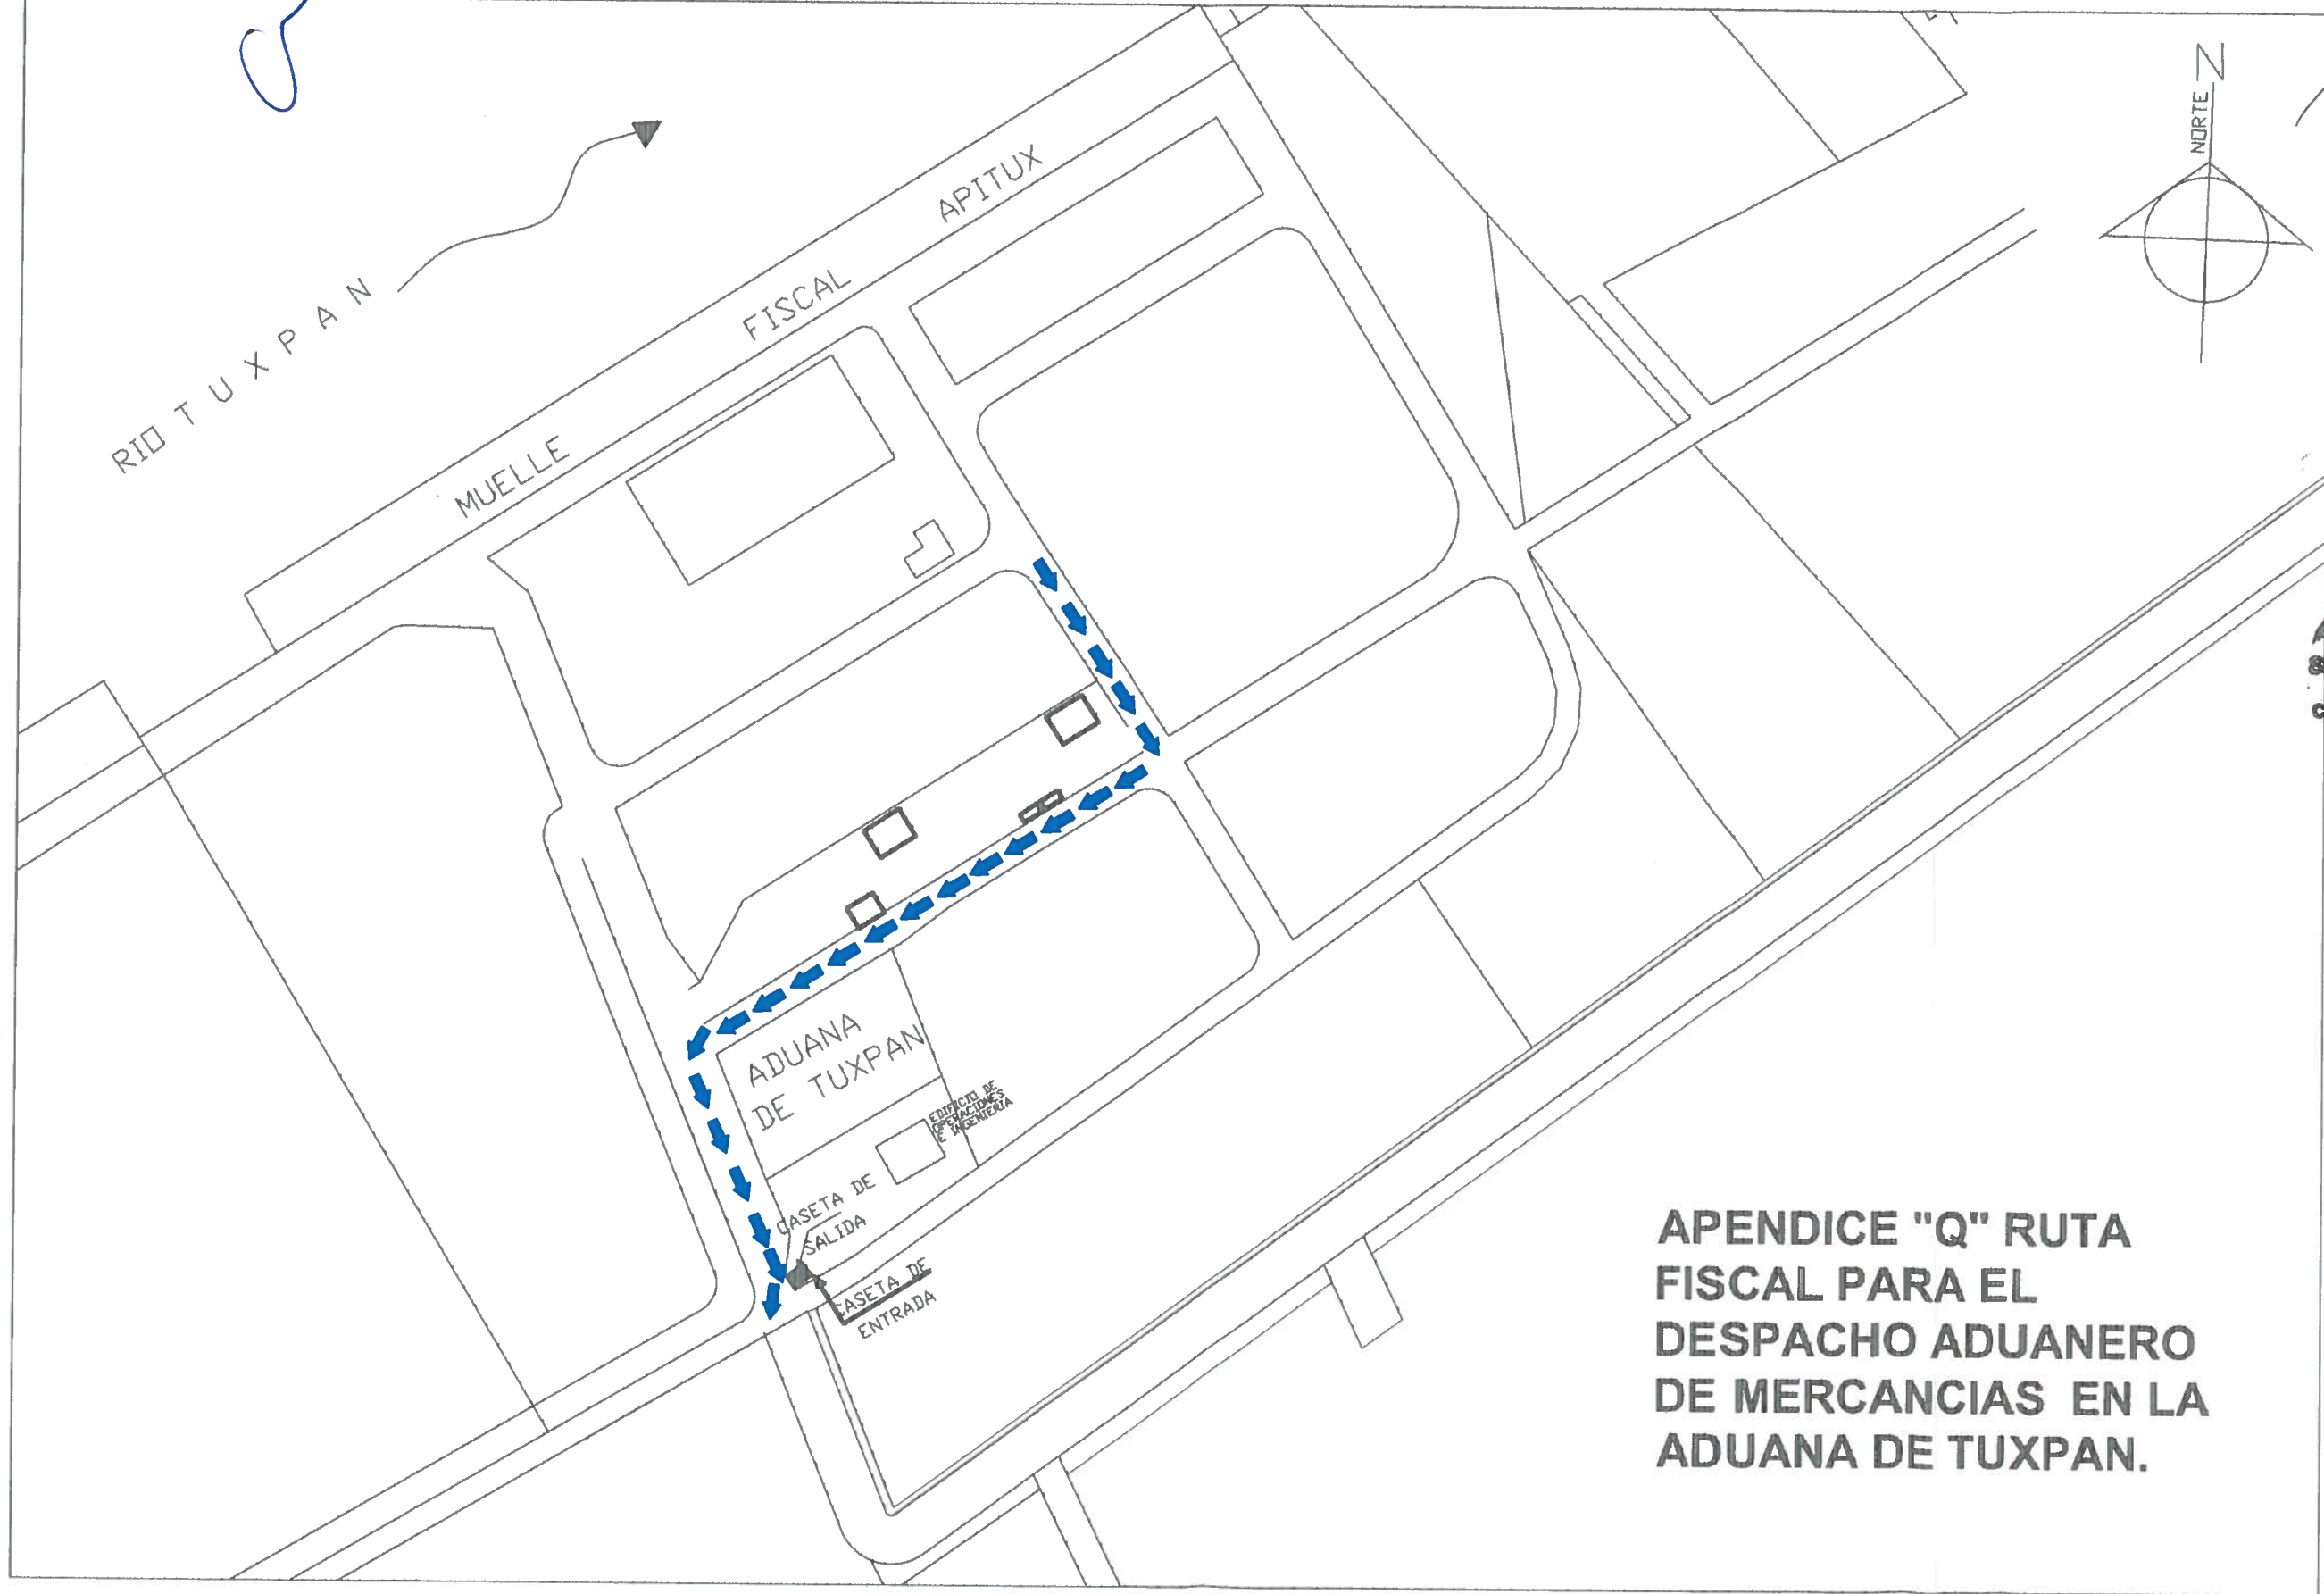 NORTE N
RIO TUXPAN
MUELLE FISCAL APITUX
ADUANA
DE TUXPAN
EDIFICIO DE
OPERACIONES
E INGENIERIA
CASETA DE
SALIDA
CASETA DE
ENTRADA
APENDICE "Q" RUTA
FISCAL PARA EL
DESPACHO ADUANERO
DE MERCANCIAS EN LA
ADUANA DE TUXPAN.